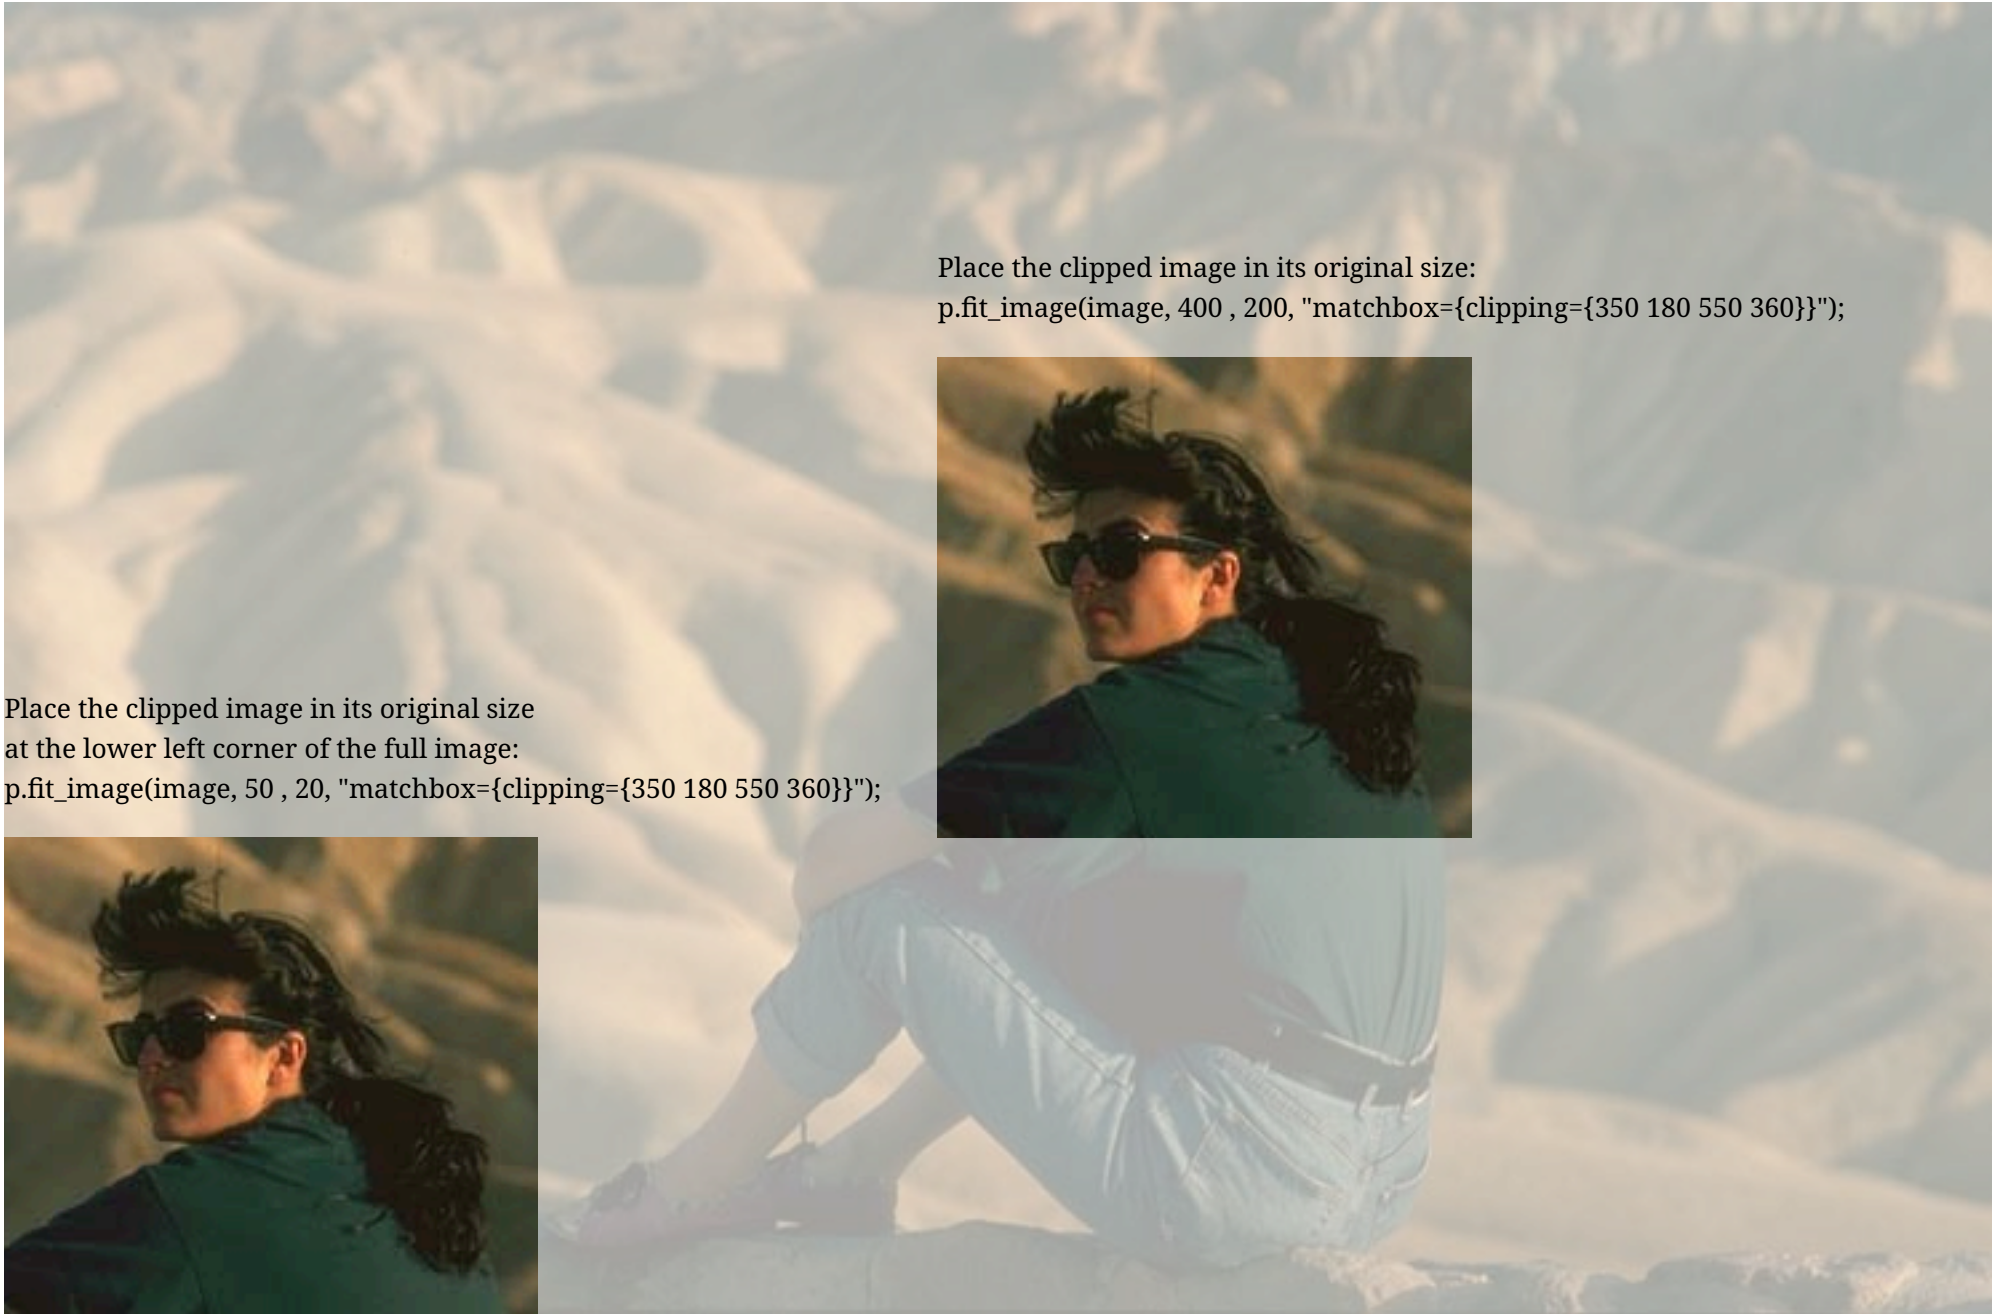 Place the clipped image in its original size:
p.fit_image(image, 400 , 200, "matchbox={clipping={350 180 550 360}}");
Place the clipped image in its original size
at the lower left corner of the full image:
p.fit_image(image, 50 , 20, "matchbox={clipping={350 180 550 360}}");